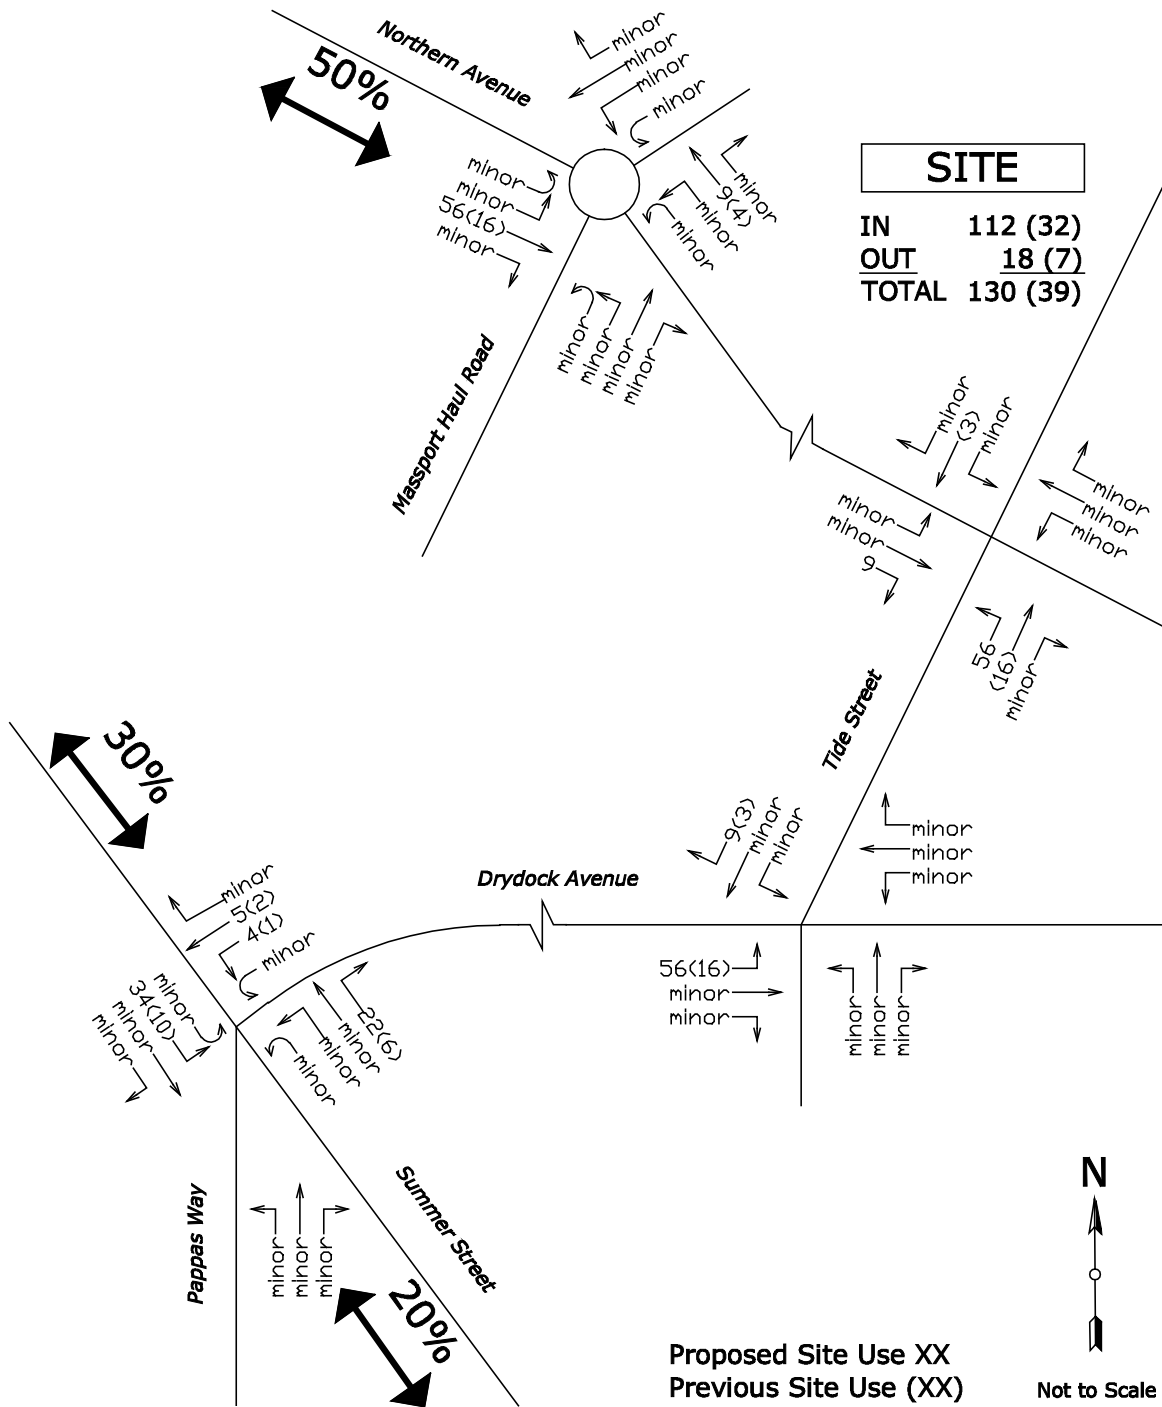 Northern Avenue
50%
minor
minor
minor
minor
minor
minor
56(16)
minor
minor
9(4)
minor
minor
minor
minor
minor
minor
Massport Haul Road
SITE
IN 112 (32)
OUT 18 (7)
TOTAL 130 (39)
minor
(3)
minor
minor
minor
minor
minor
minor
9
56
(16)
minor
Tide Street
30%
9(3)
minor
minor
minor
minor
minor
Drydock Avenue
minor
5(2)
4(1)
minor
minor
34(10)
minor
minor
22(6)
minor
minor
minor
56(16)
minor
minor
minor
minor
minor
Pappas Way
minor
minor
minor
Summer Street
20%
N
Proposed Site Use XX
Previous Site Use (XX)
Not to Scale